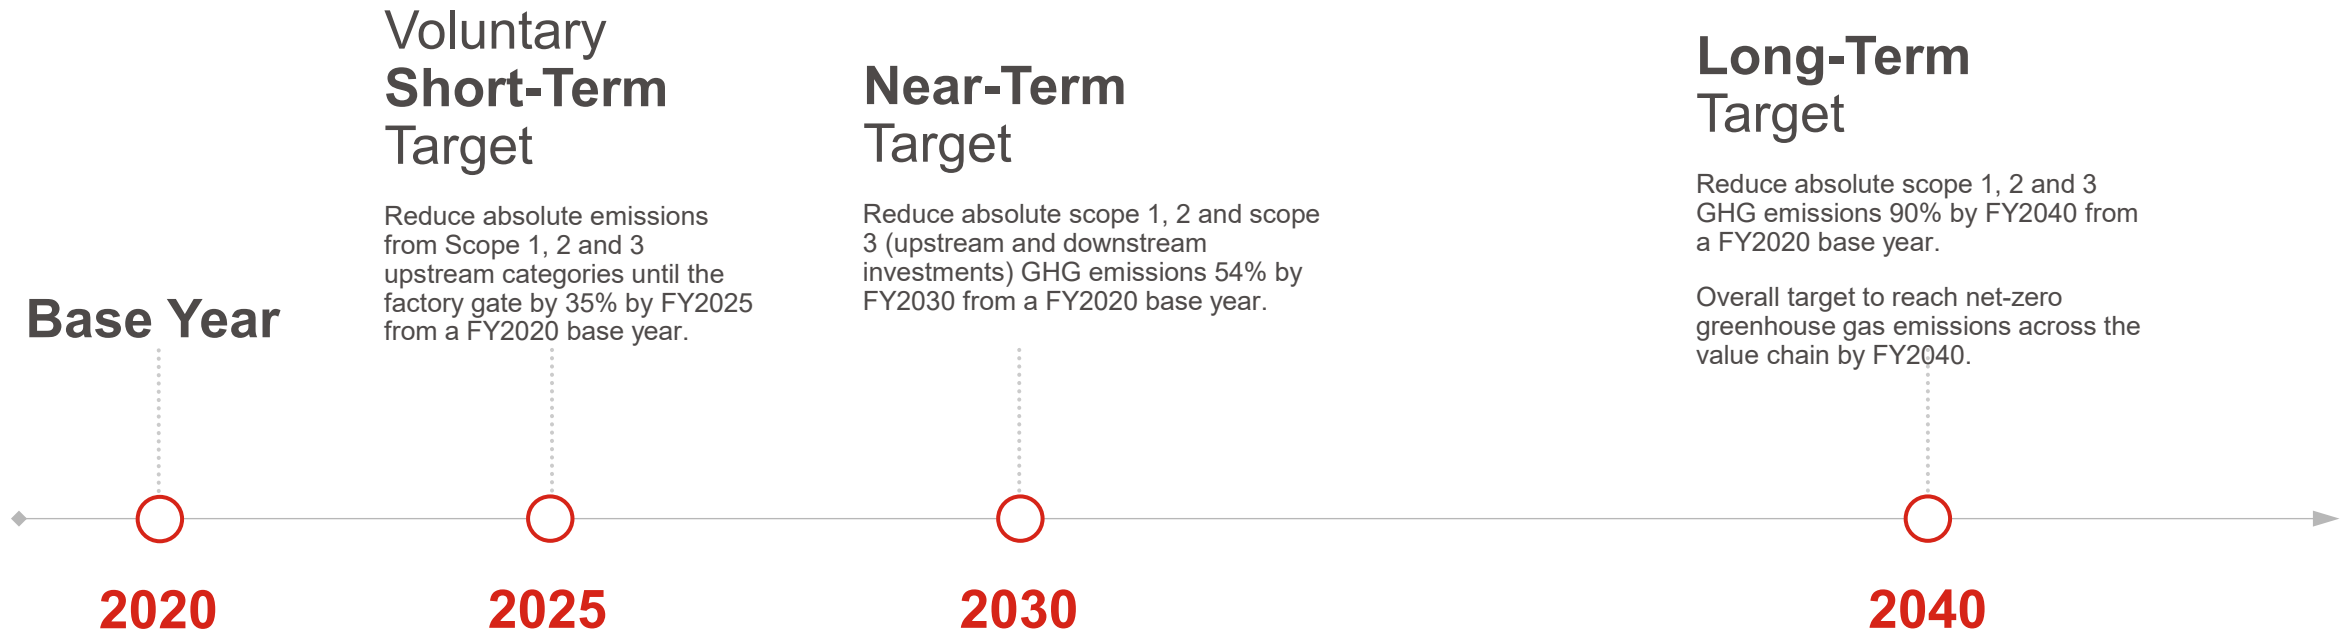 Base Year
Voluntary
Short-Term
Target
Reduce absolute emissions
from Scope 1, 2 and 3
upstream categories until the
factory gate by 35% by FY2025
from a FY2020 base year.
Near-Term
Target
Reduce absolute scope 1, 2 and scope
3 (upstream and downstream
investments) GHG emissions 54% by
FY2030 from a FY2020 base year.
Long-Term
Target
Reduce absolute scope 1, 2 and 3
GHG emissions 90% by FY2040 from
a FY2020 base year.
Overall target to reach net-zero
greenhouse gas emissions across the
value chain by FY2040.
2020
2025
2030
2040